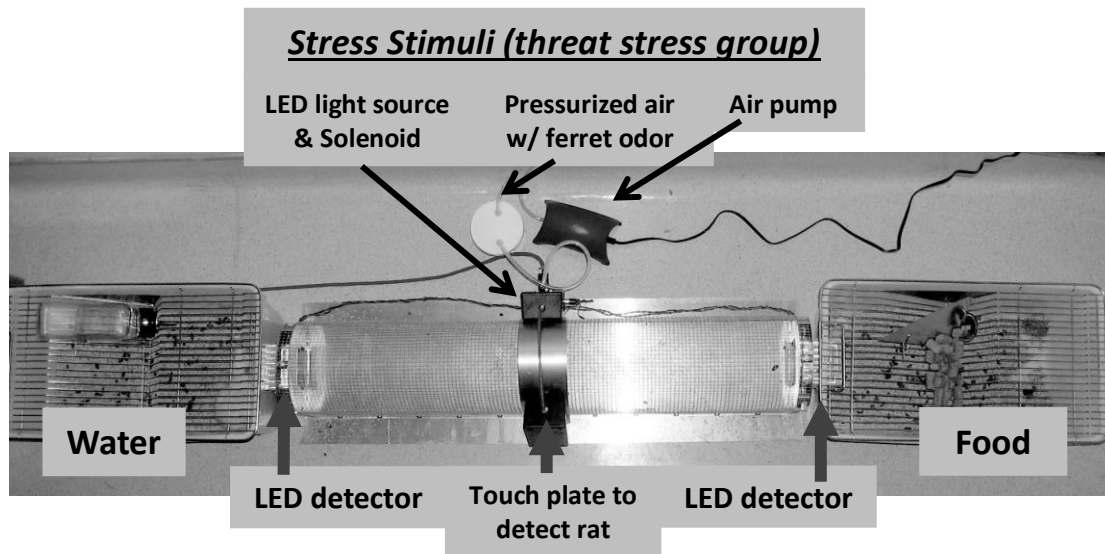 Stress Stimuli (threat stress group)
LED light source
& Solenoid
Pressurized air
w/ ferret odor
Air pump
Water
Food
LED detector
Touch plate to
detect rat
LED detector